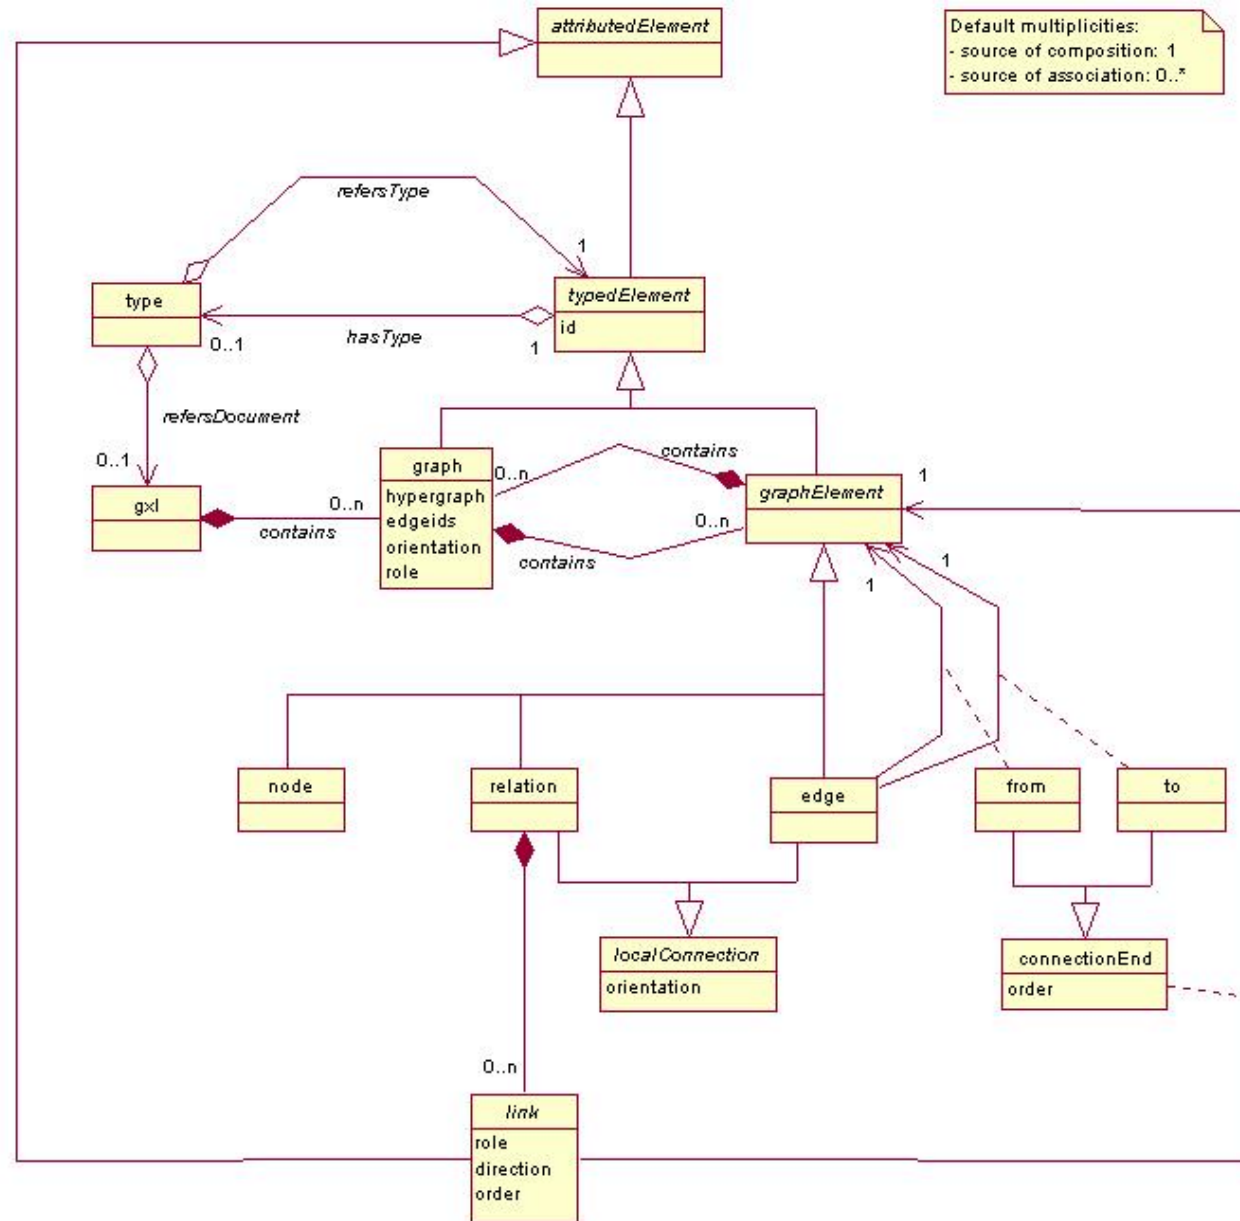 attributedElement
Default multiplicities:
- source of composition: 1
- source of association: 0..*
refersType
1
type
typedElement
id
0..1
hasType
1
refersDocument
0..1
gxl
0..n
contains
graph
hypergraph
edgeids
orientation
role
0..n
contains
contains
graphElement
0..n
1
1
1
node
relation
edge
from
to
localConnection
orientation
connectionEnd
order
0..n
link
role
direction
order